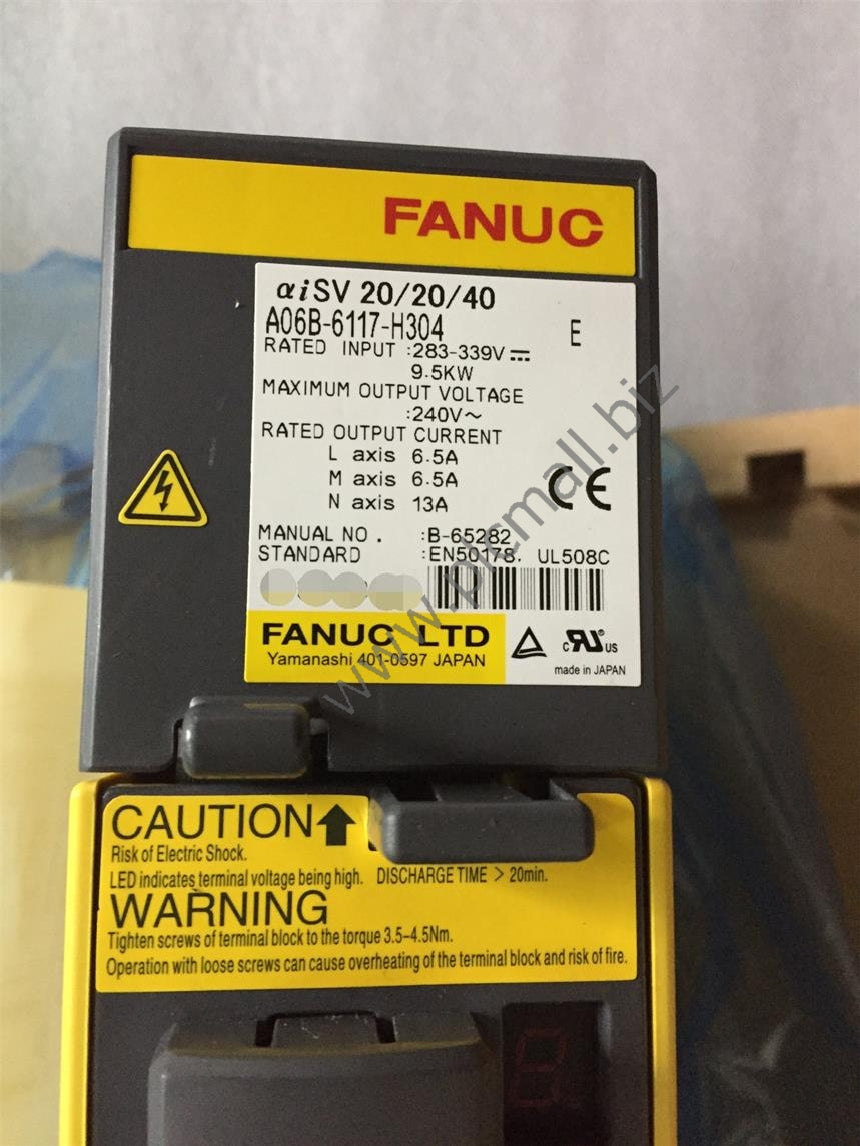 FANUC
αiSV 20/20/40
A06B-6117-H304
E
RATED INPUT :283-339V⎓
9.5KW
MAXIMUM OUTPUT VOLTAGE
:240V~
RATED OUTPUT CURRENT
L axis 6.5A
M axis 6.5A
N axis 13A
CE
MANUAL NO. :B-65282
STANDARD :EN50178. UL508C
FANUC LTD
Yamanashi 401-0597 JAPAN
c RU® US
made in JAPAN
www.plcmall.biz
CAUTION
Risk of Electric Shock.
LED indicates terminal voltage being high. DISCHARGE TIME > 20min.
WARNING
Tighten screws of terminal block to the torque 3.5-4.5Nm.
Operation with loose screws can cause overheating of the terminal block and risk of fire.